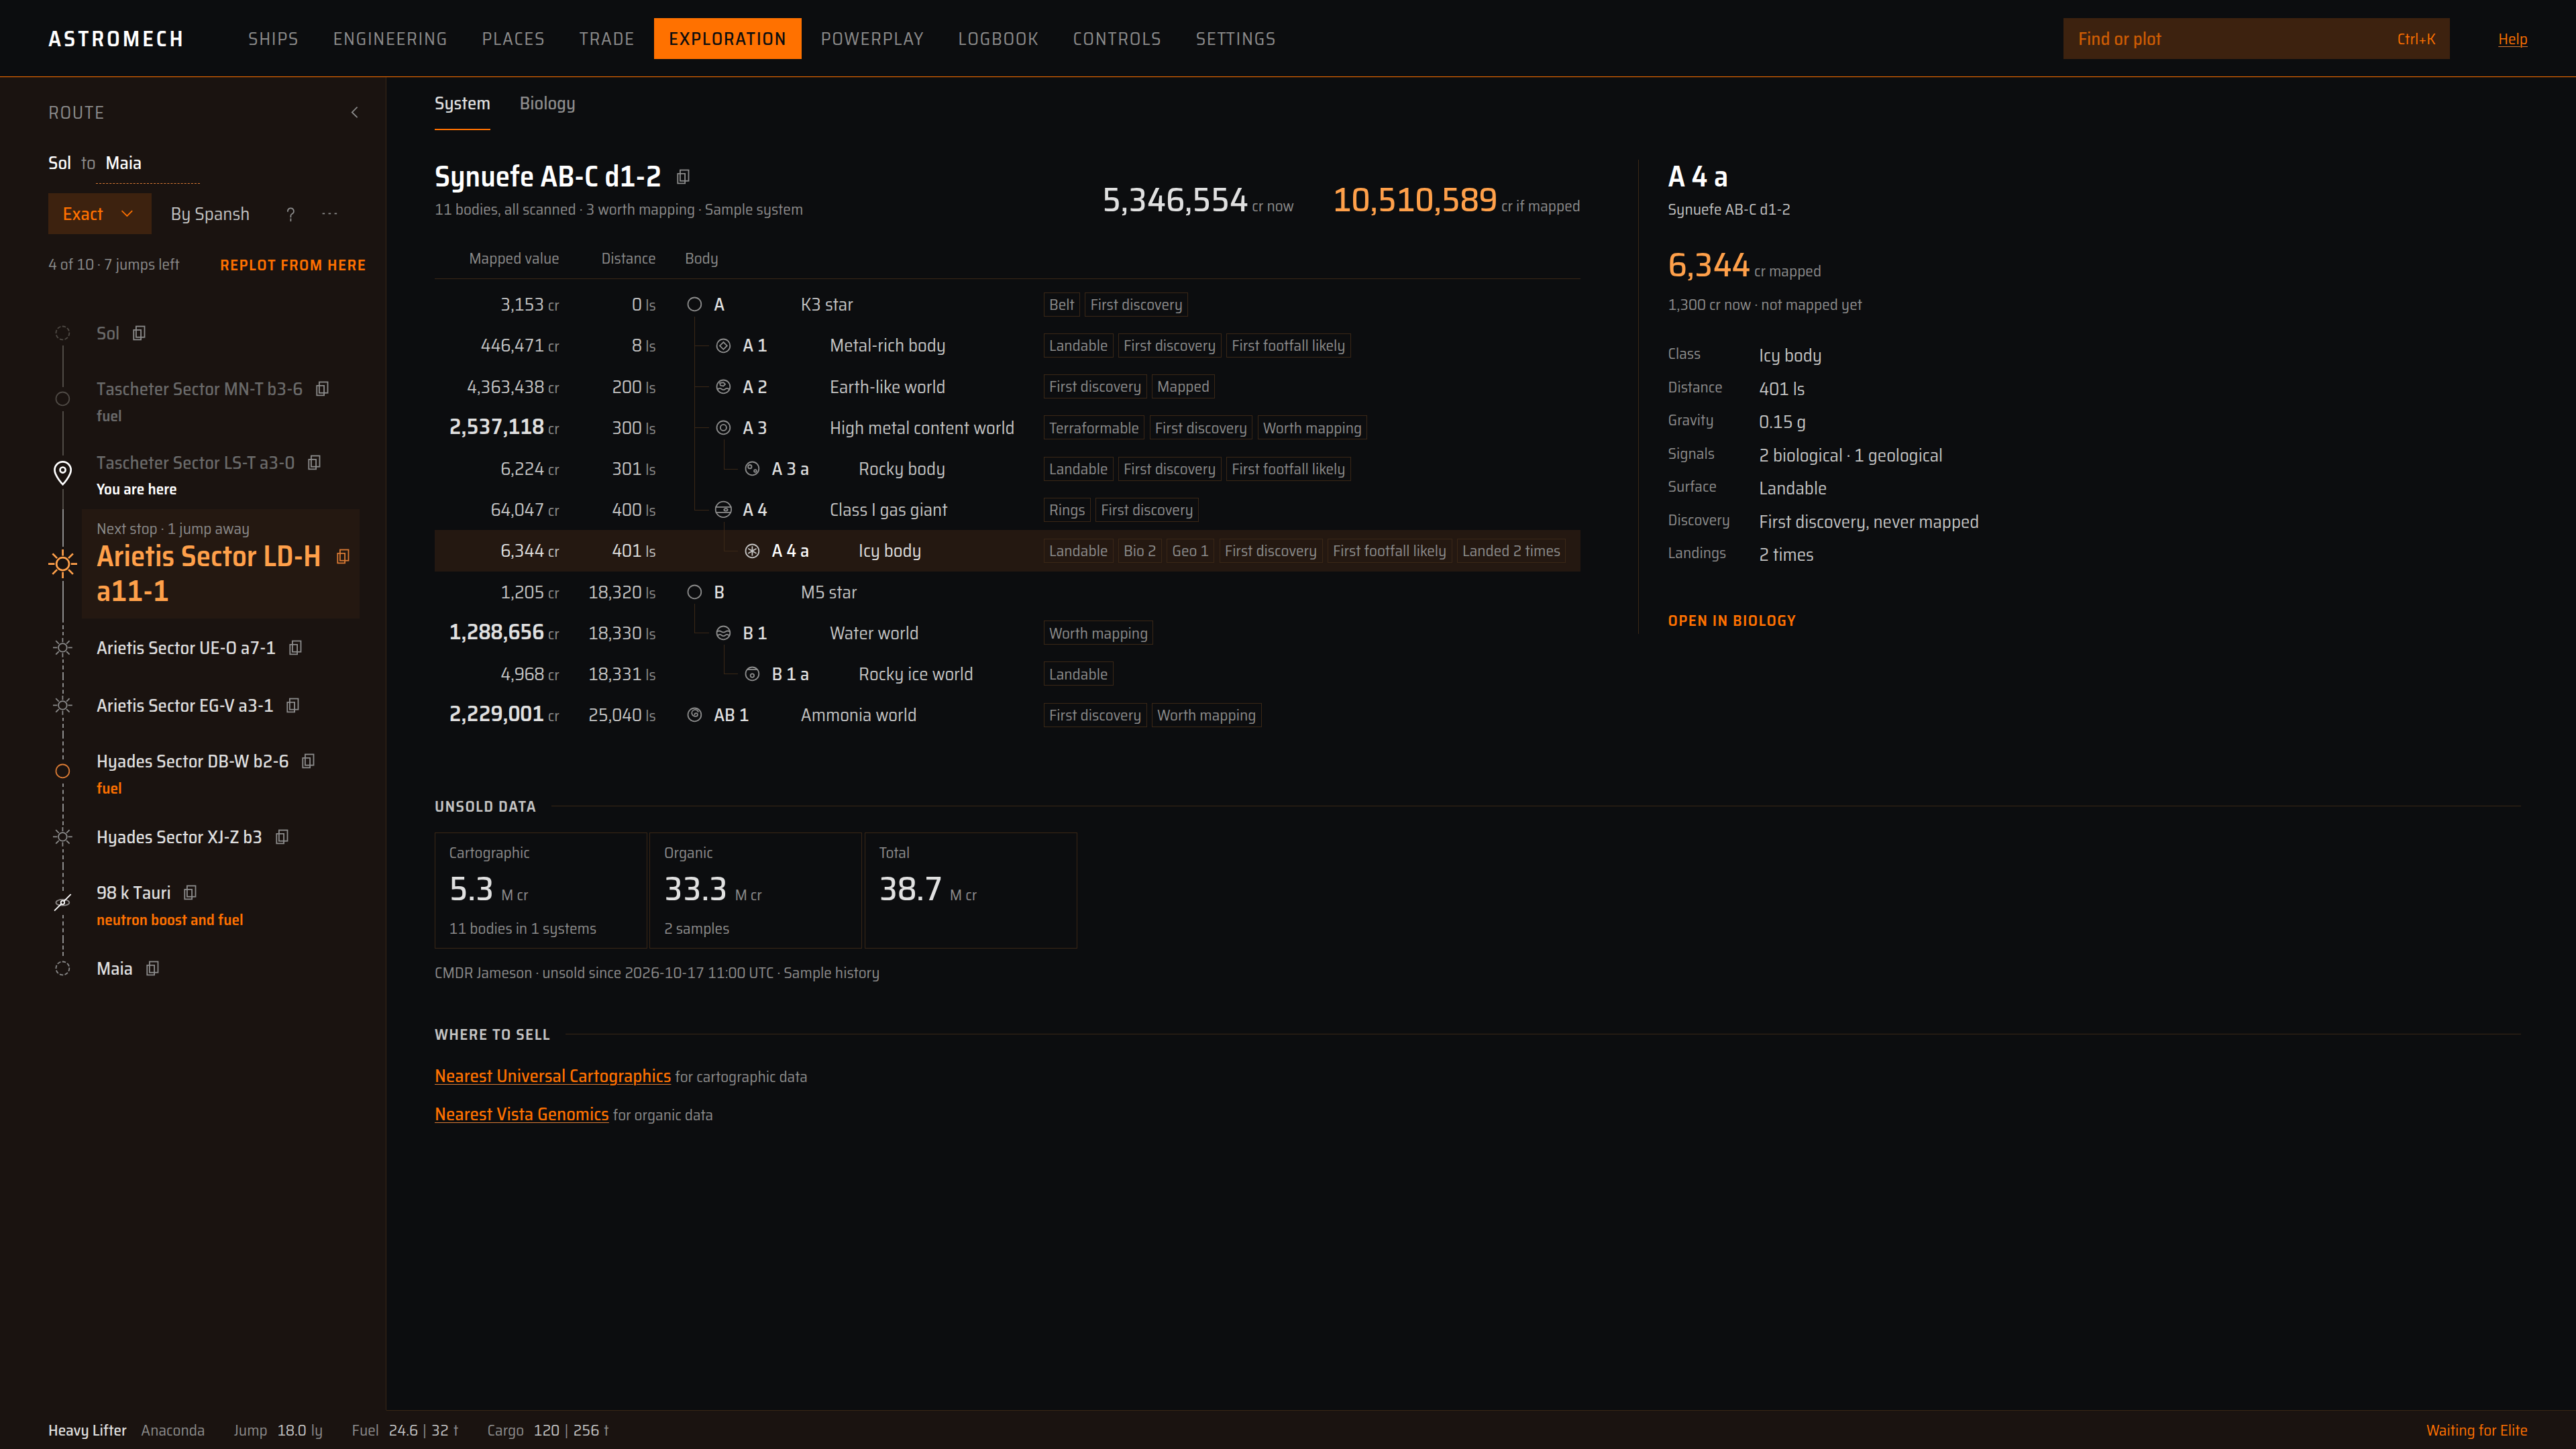 ASTROMECH SHIPS ENGINEERING PLACES TRADE EXPLORATION POWERPLAY LOGBOOK CONTROLS SETTINGS Find or plot Ctrl+K Help
ROUTE
Sol to Maia
Exact By Spansh ? ···
4 of 10 · 7 jumps left REPLOT FROM HERE
Sol
Tascheter Sector MN-T b3-6
fuel
Tascheter Sector LS-T a3-0
You are here
Next stop · 1 jump away
Arietis Sector LD-H
a11-1
Arietis Sector UE-O a7-1
Arietis Sector EG-V a3-1
Hyades Sector DB-W b2-6
fuel
Hyades Sector XJ-Z b3
98 k Tauri
neutron boost and fuel
Maia
System Biology
Synuefe AB-C d1-2
11 bodies, all scanned · 3 worth mapping · Sample system
5,346,554 cr now 10,510,589 cr if mapped
Mapped value Distance Body
3,153 cr 0 ls A K3 star Belt First discovery
446,471 cr 8 ls A 1 Metal-rich body Landable First discovery First footfall likely
4,363,438 cr 200 ls A 2 Earth-like world First discovery Mapped
2,537,118 cr 300 ls A 3 High metal content world Terraformable First discovery Worth mapping
6,224 cr 301 ls A 3 a Rocky body Landable First discovery First footfall likely
64,047 cr 400 ls A 4 Class I gas giant Rings First discovery
6,344 cr 401 ls A 4 a Icy body Landable Bio 2 Geo 1 First discovery First footfall likely Landed 2 times
1,205 cr 18,320 ls B M5 star
1,288,656 cr 18,330 ls B 1 Water world Worth mapping
4,968 cr 18,331 ls B 1 a Rocky ice world Landable
2,229,001 cr 25,040 ls AB 1 Ammonia world First discovery Worth mapping
A 4 a
Synuefe AB-C d1-2
6,344 cr mapped
1,300 cr now · not mapped yet
Class Icy body
Distance 401 ls
Gravity 0.15 g
Signals 2 biological · 1 geological
Surface Landable
Discovery First discovery, never mapped
Landings 2 times
OPEN IN BIOLOGY
UNSOLD DATA
Cartographic
5.3 M cr
11 bodies in 1 systems
Organic
33.3 M cr
2 samples
Total
38.7 M cr
CMDR Jameson · unsold since 2026-10-17 11:00 UTC · Sample history
WHERE TO SELL
Nearest Universal Cartographics for cartographic data
Nearest Vista Genomics for organic data
Heavy Lifter Anaconda Jump 18.0 ly Fuel 24.6 | 32 t Cargo 120 | 256 t Waiting for Elite